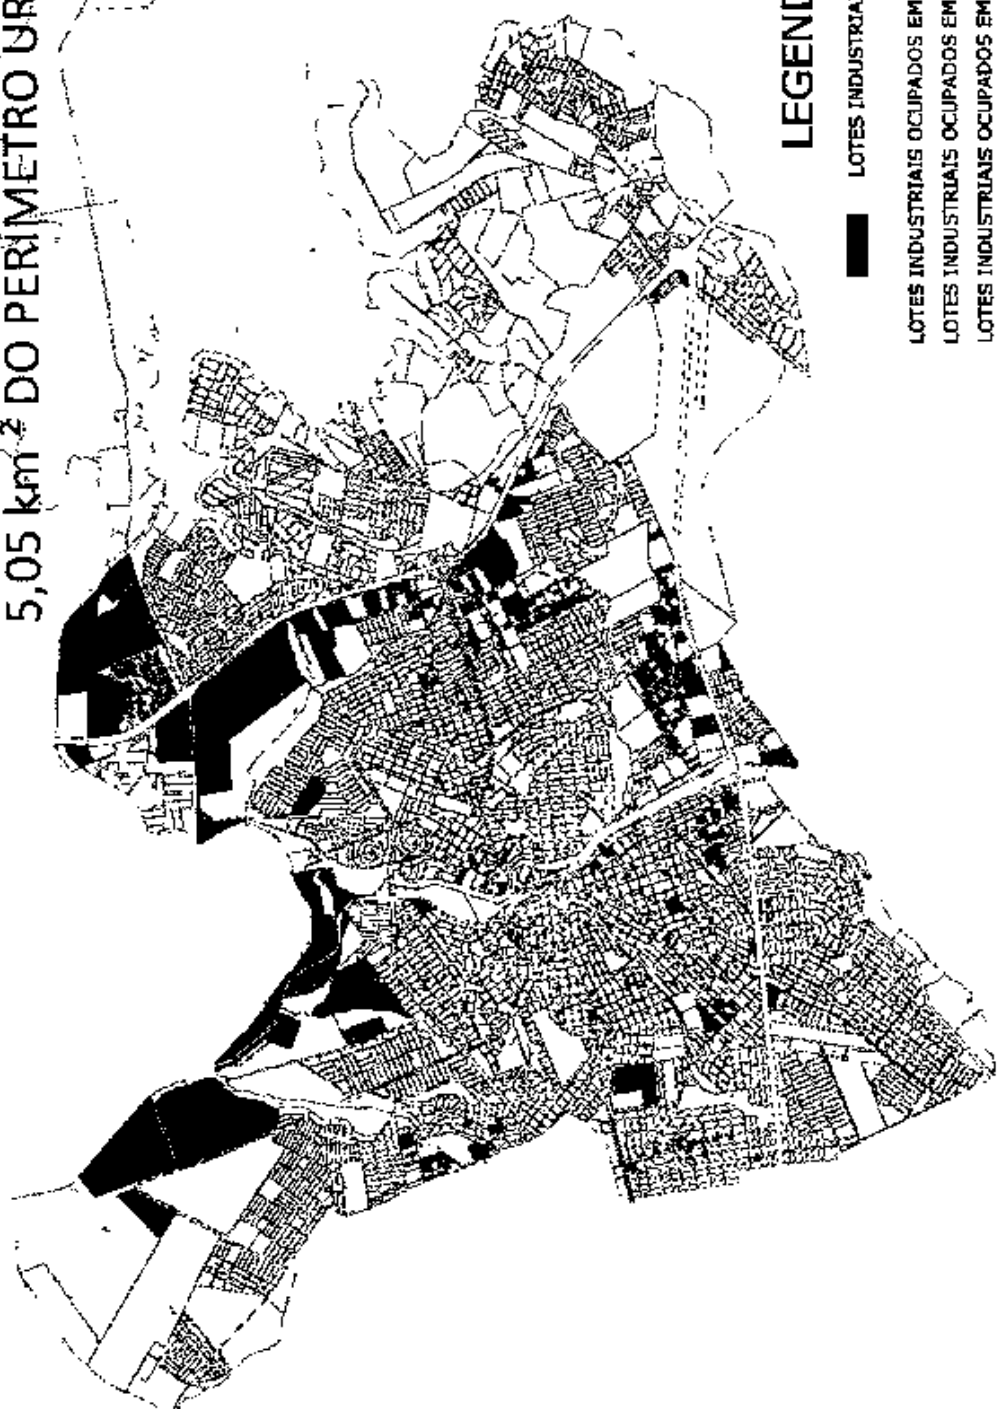 5,05 km² DO PERÍMETRO UR
LEGEND
LOTES INDUSTRIA
LOTES INDUSTRIAIS OCUPADOS EM
LOTES INDUSTRIAIS OCUPADOS EM
LOTES INDUSTRIAIS OCUPADOS EM